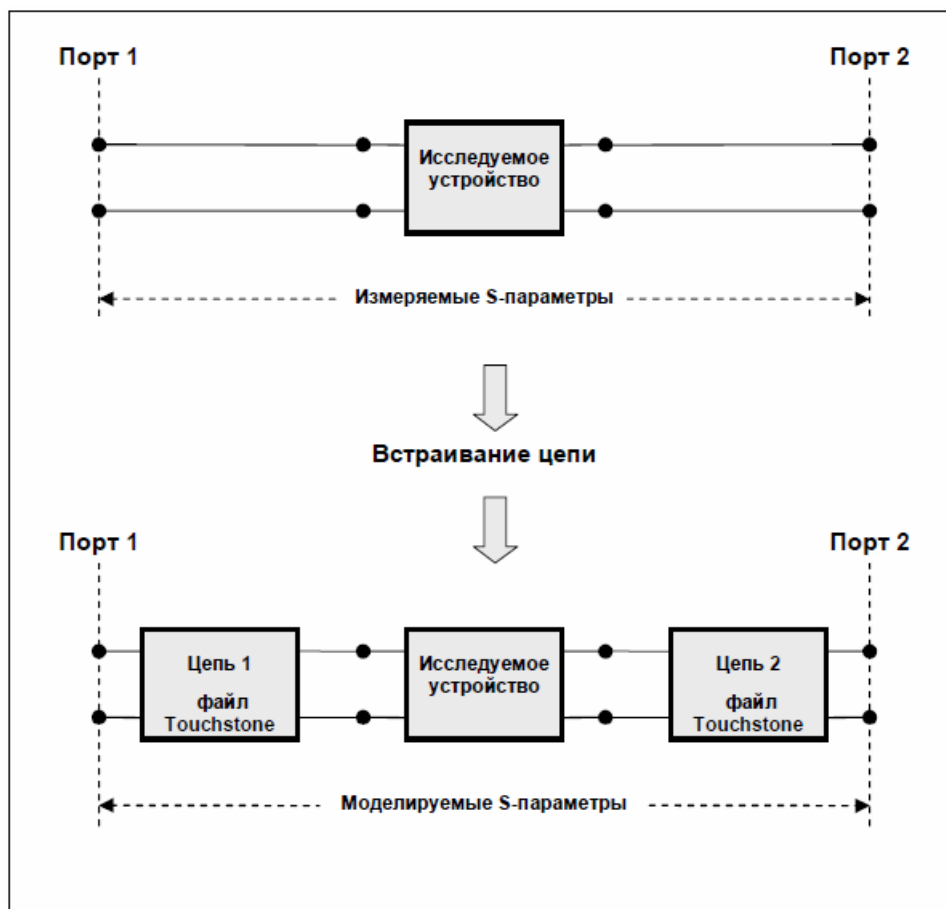 Порт 1
Порт 2
Исследуемое
устройство
Измеряемые S-параметры
Встраивание цепи
Порт 1
Порт 2
Цепь 1
файл
Touchstone
Исследуемое
устройство
Цепь 2
файл
Touchstone
Моделируемые S-параметры